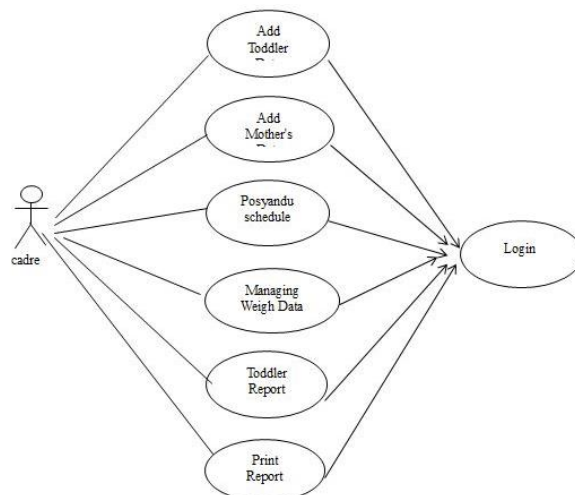 Add
Toddler
Add
Mother's
Posyandu
schedule
cadre
Login
Managing
Weigh Data
Toddler
Report
Print
Report